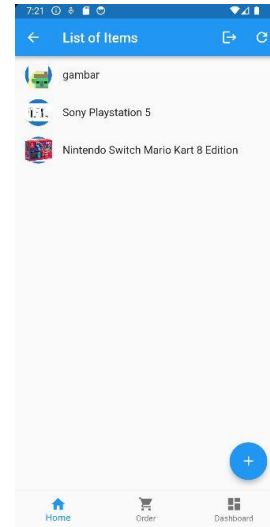 7:21
List of Items
gambar
Sony Playstation 5
Nintendo Switch Mario Kart 8 Edition
Home
Order
Dashboard